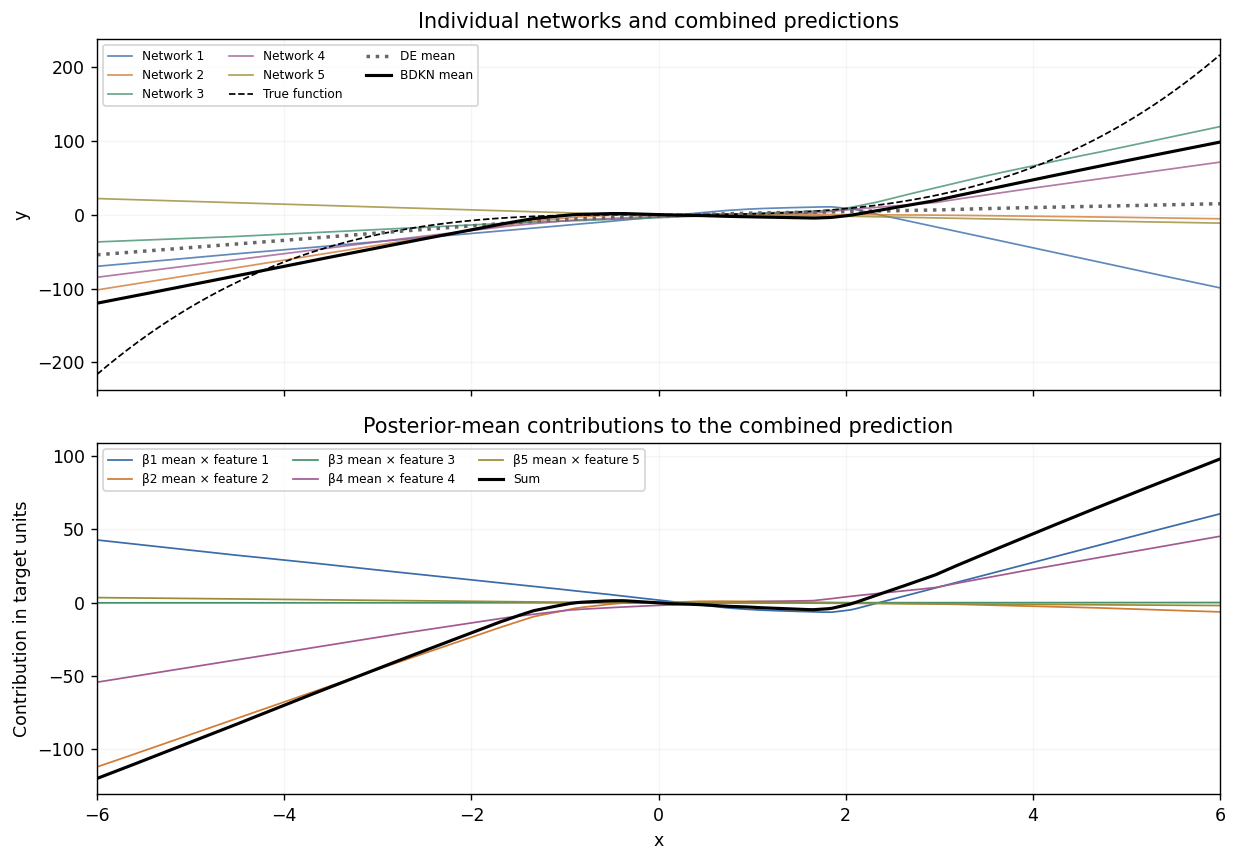 Individual networks and combined predictions
Network 1
Network 2
Network 3
Network 4
Network 5
True function
DE mean
BDKN mean
200
100
0
−100
−200
y
Posterior-mean contributions to the combined prediction
β1 mean × feature 1
β2 mean × feature 2
β3 mean × feature 3
β4 mean × feature 4
β5 mean × feature 5
Sum
100
50
0
−50
−100
Contribution in target units
−6
−4
−2
0
2
4
6
x